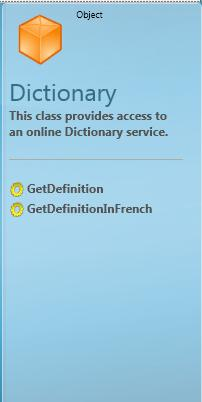 Object
Dictionary
This class provides access to
an online Dictionary service.
GetDefinition
GetDefinitionInFrench